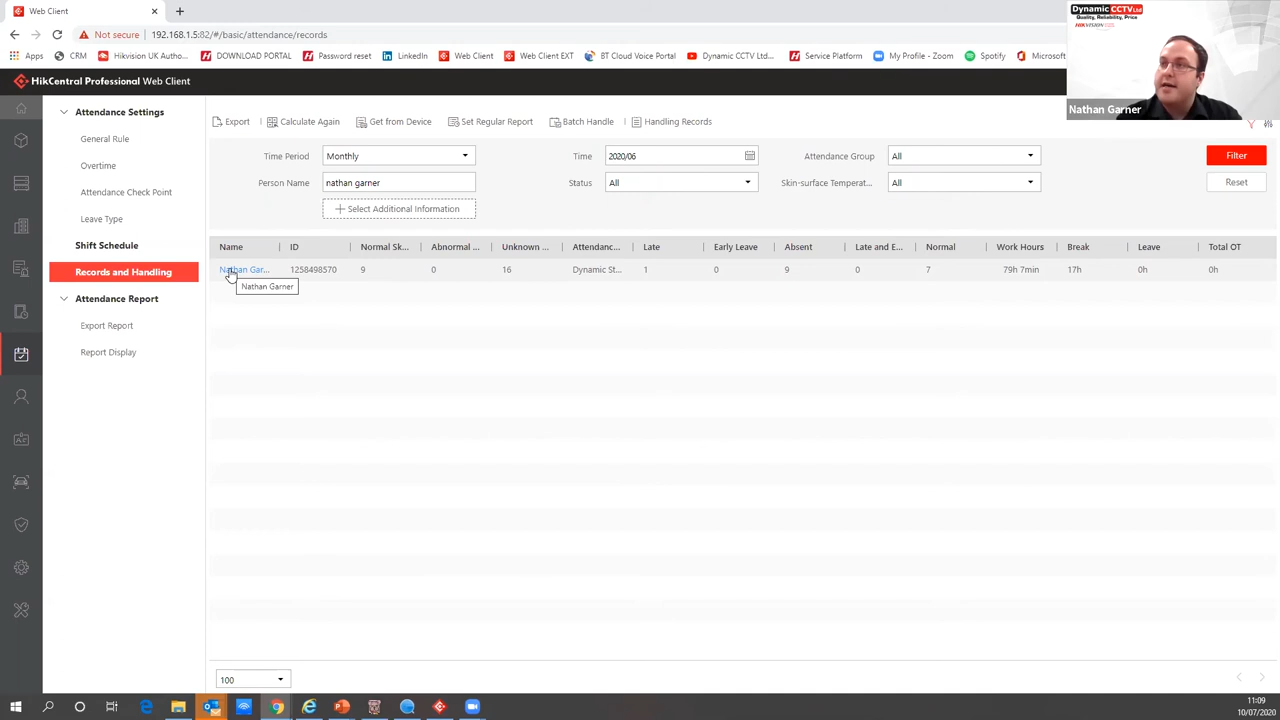 Web Client
Not secure
192.168.1.5:82/#/basic/attendance/records
Apps
CRM
Hikvision UK Autho...
DOWNLOAD PORTAL
Password reset
LinkedIn
Web Client
Web Client EXT
BT Cloud Voice Portal
Dynamic CCTV Ltd...
Service Platform
My Profile - Zoom
Spotify
Microsoft
Dynamic CCTV Ltd
Quality, Reliability, Price
HIKVISION
Nathan Garner
HikCentral Professional Web Client
Attendance Settings
General Rule
Overtime
Attendance Check Point
Leave Type
Shift Schedule
Records and Handling
Attendance Report
Export Report
Report Display
Export
Calculate Again
Get
Set Regular Report
Batch Handle
Handling Records
Time Period
Monthly
Time
2020/06
Attendance Group
All
Filter
Person Name
nathan garner
Status
All
Skin-surface Temperat...
All
Reset
Select Additional Information
Name ID Normal Sk... Abnormal ... Unknown ... Attendanc... Late Early Leave Absent Late and E... Normal Work Hours Break Leave Total OT
Nathan Gar... 1258498570 9 0 16 Dynamic St... 1 0 9 0 7 79h 7min 17h 0h 0h
Nathan Garner
100
11:09
10/07/2020